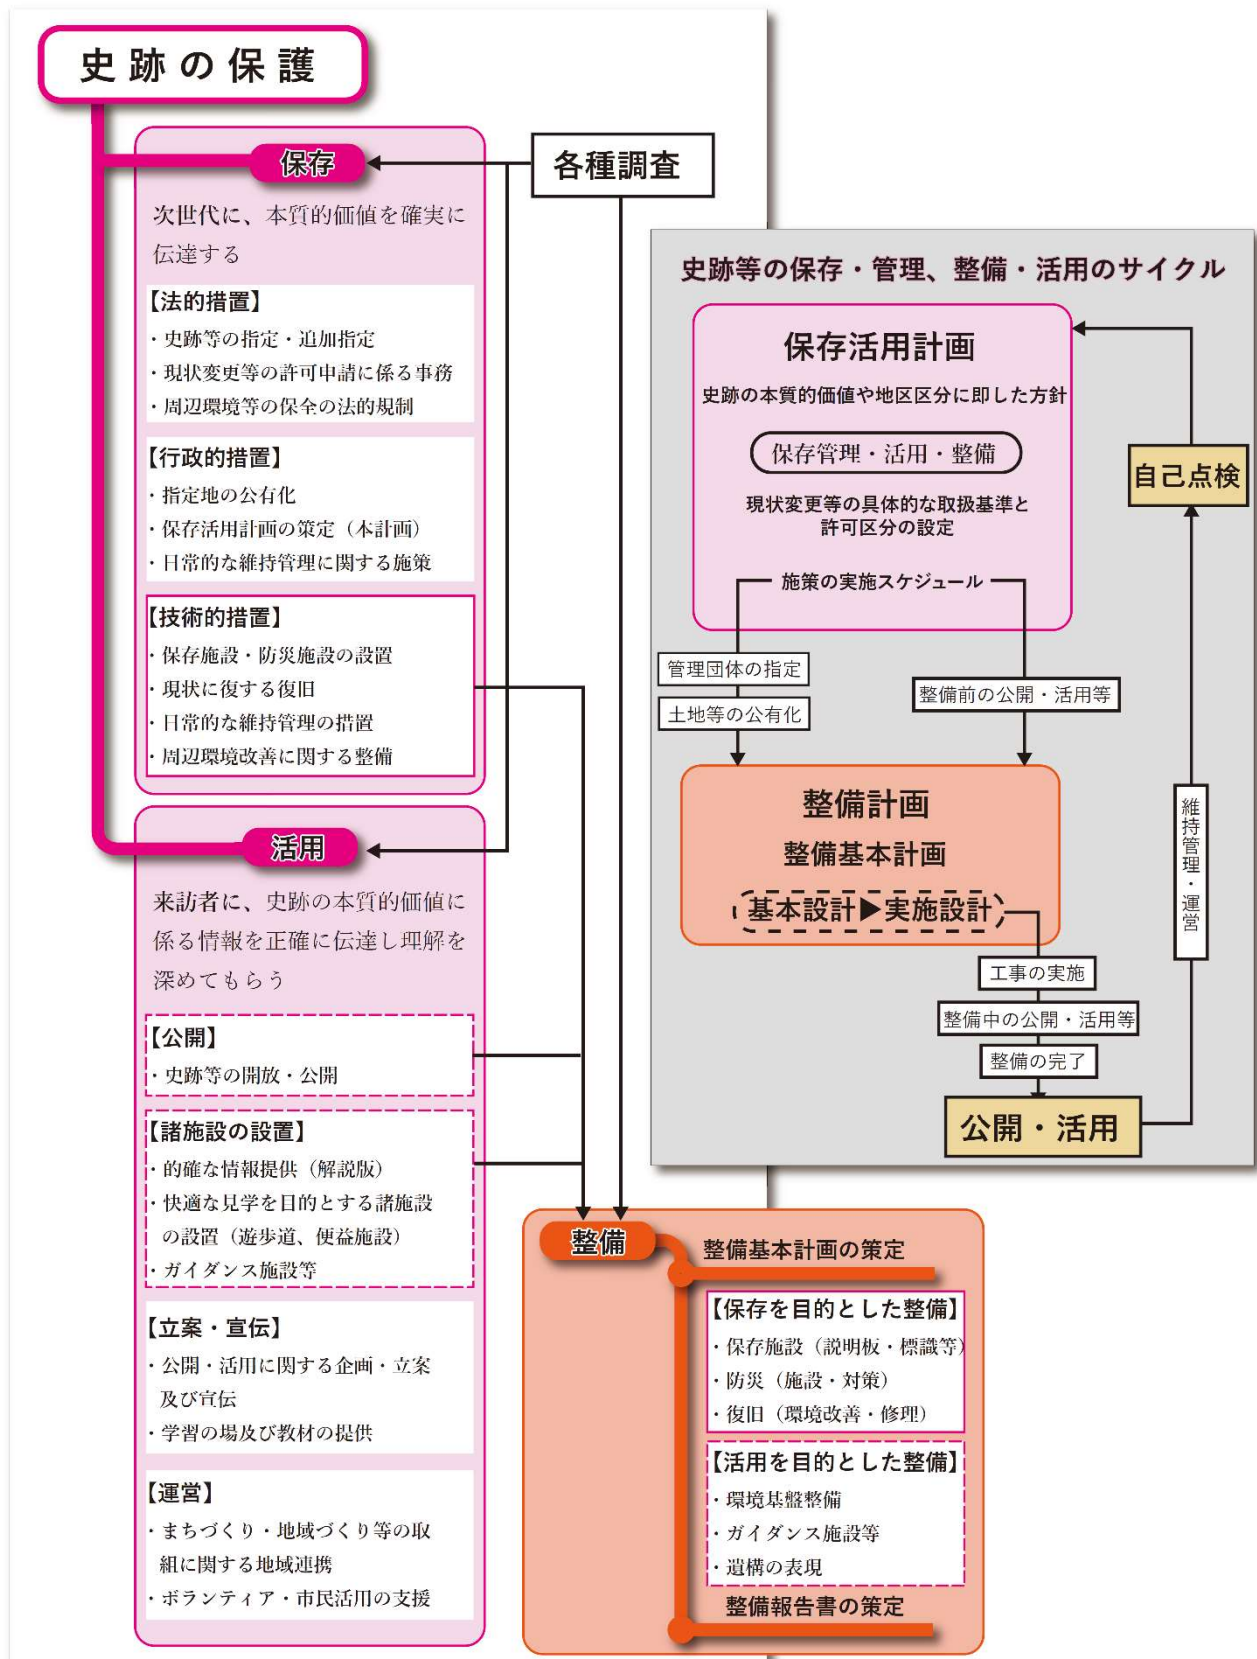 史跡の保護
保存
各種調査
次世代に、本質的価値を確実に
伝達する
【法的措置】
・史跡等の指定・追加指定
・現状変更等の許可申請に係る事務
・周辺環境等の保全の法的規制
【行政的措置】
・指定地の公有化
・保存活用計画の策定（本計画）
・日常的な維持管理に関する施策
【技術的措置】
・保存施設・防災施設の設置
・現状に復する復旧
・日常的な維持管理の措置
・周辺環境改善に関する整備
活用
来訪者に、史跡の本質的価値に
係る情報を正確に伝達し理解を
深めてもらう
【公開】
・史跡等の開放・公開
【諸施設の設置】
・的確な情報提供（解説版）
・快適な見学を目的とする諸施設
の設置（遊歩道、便益施設）
・ガイダンス施設等
【立案・宣伝】
・公開・活用に関する企画・立案
及び宣伝
・学習の場及び教材の提供
【運営】
・まちづくり・地域づくり等の取
組に関する地域連携
・ボランティア・市民活用の支援
史跡等の保存・管理、整備・活用のサイクル
保存活用計画
史跡の本質的価値や地区区分に即した方針
保存管理・活用・整備
現状変更等の具体的な取扱基準と
許可区分の設定
施策の実施スケジュール
管理団体の指定
土地等の公有化
整備前の公開・活用等
整備計画
整備基本計画
基本設計▶実施設計
工事の実施
整備中の公開・活用等
整備の完了
公開・活用
維持管理・運営
自己点検
整備
整備基本計画の策定
【保存を目的とした整備】
・保存施設（説明板・標識等）
・防災（施設・対策）
・復旧（環境改善・修理）
【活用を目的とした整備】
・環境基盤整備
・ガイダンス施設等
・遺構の表現
整備報告書の策定